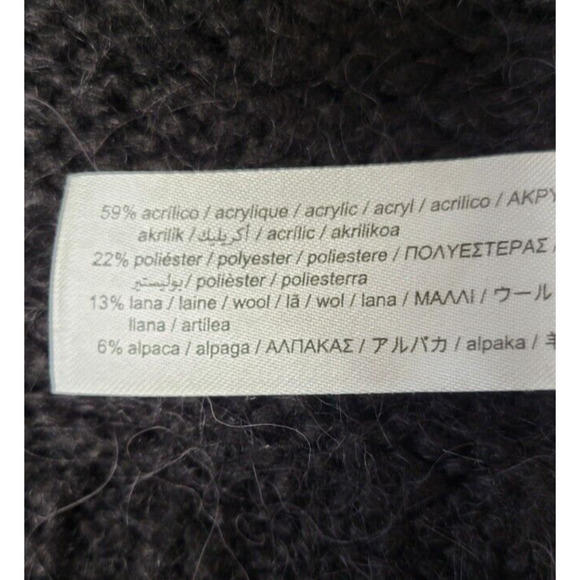 59% acrílico / acrylique / acrylic / acryl / acrilico / ΑΚΡΥ
akrilik / أكريليك / acrílic / akrilikoa
22% poliéster / polyester / poliestere / ΠΟΛΥΕΣΤΕΡΑΣ /
بوليستير / polièster / poliesterra
13% lana / laine / wool / lã / wol / lana / ΜΑΛΛΙ / ウール
llana / artilea
6% alpaca / alpaga / ΑΛΠΑΚΑΣ / アルパカ / alpaka /